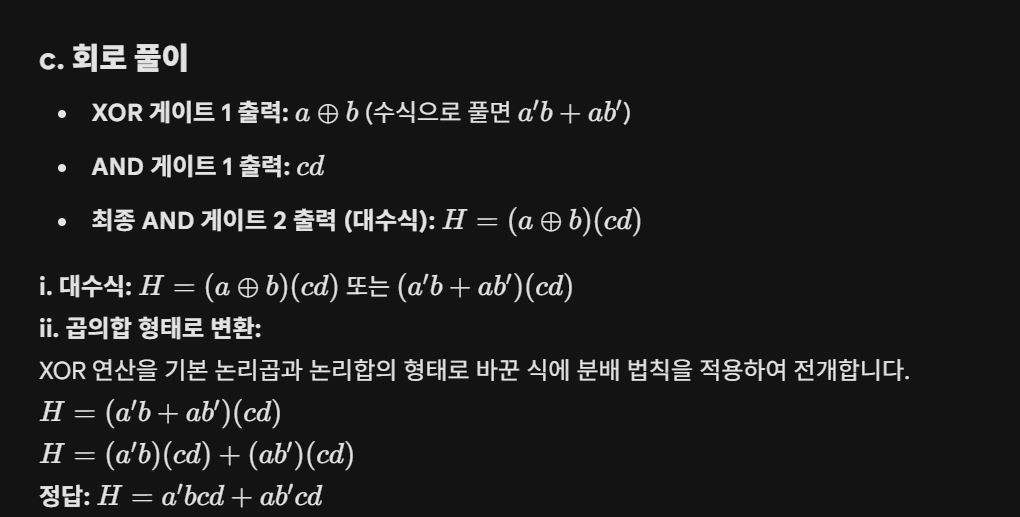 c. 회로 풀이
• XOR 게이트 1 출력: a ⊕ b (수식으로 풀면 a′b + ab′)
• AND 게이트 1 출력: cd
• 최종 AND 게이트 2 출력 (대수식): H = (a ⊕ b)(cd)
i. 대수식: H = (a ⊕ b)(cd) 또는 (a′b + ab′)(cd)
ii. 곱의합 형태로 변환:
XOR 연산을 기본 논리곱과 논리합의 형태로 바꾼 식에 분배 법칙을 적용하여 전개합니다.
H = (a′b + ab′)(cd)
H = (a′b)(cd) + (ab′)(cd)
정답: H = a′bcd + ab′cd